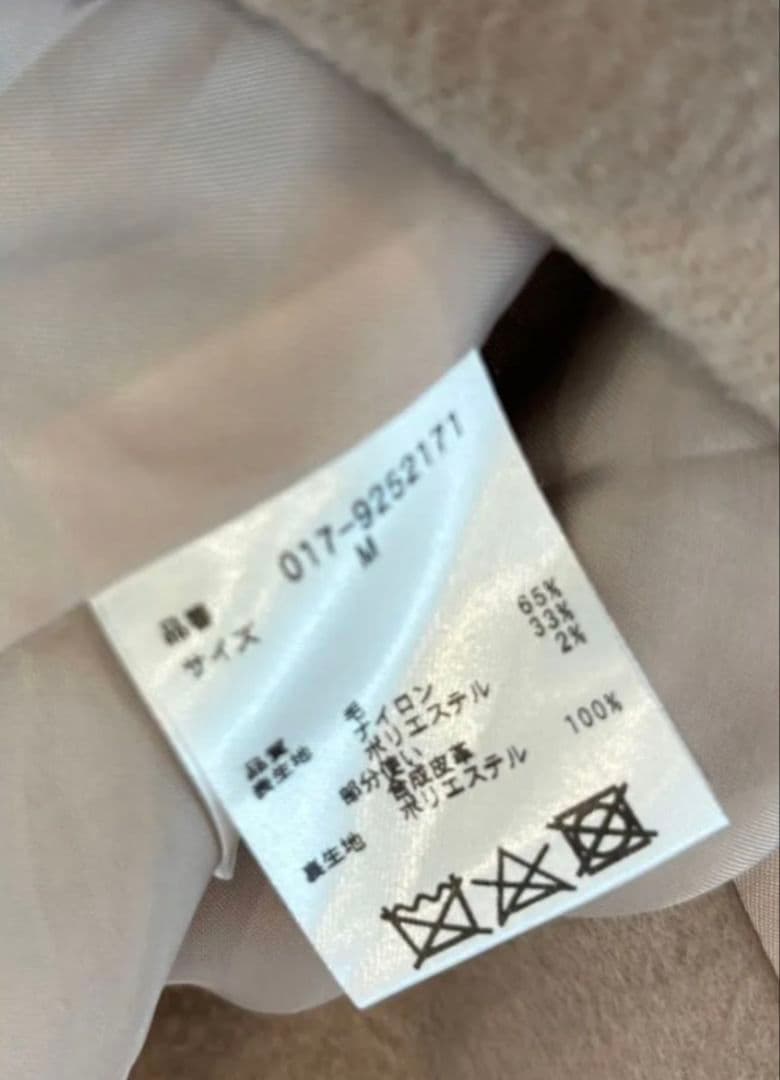 品番 017-9252171
サイズ M
品質
表生地 毛 65%
ナイロン 33%
ポリエステル 2%
部分使い
合成皮革
裏生地 ポリエステル 100%